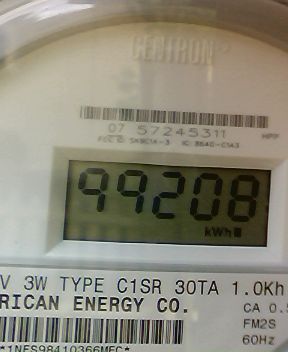 CENTRON
07 57245311
99208
kWh
V 3W TYPE C1SR 30TA 1.0Kh
RICAN ENERGY CO.
CA 0.5
FM2S
60Hz
*1NFS98410366MEC*